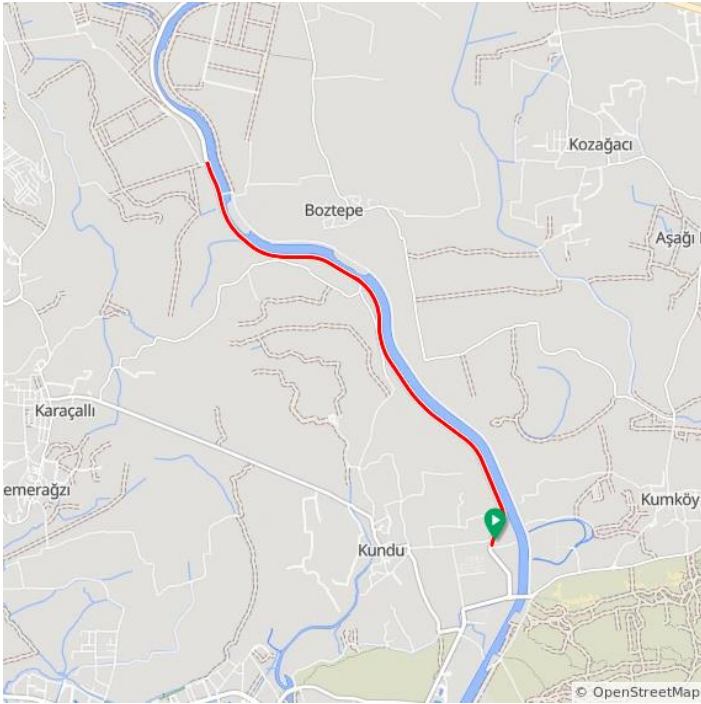 Kozağacı
Boztepe
Aşağı
Karaçallı
emerağzı
Kumköy
Kundu
© OpenStreetMap